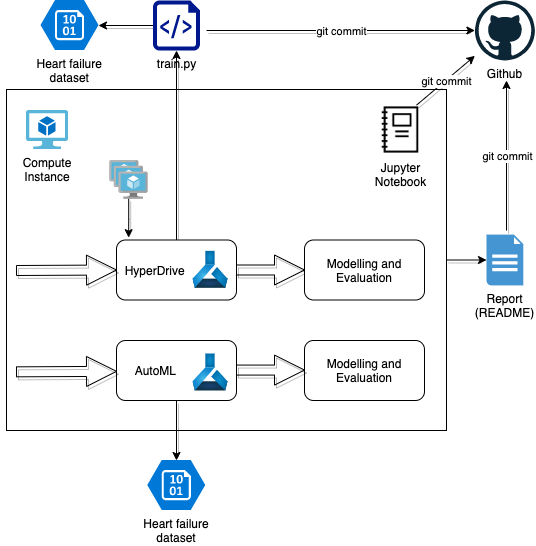 10
01
</>
git commit
Heart failure
dataset
train.py
Github
git commit
Compute
Instance
Jupyter
Notebook
git commit
HyperDrive
Modelling and
Evaluation
Report
(README)
AutoML
Modelling and
Evaluation
10
01
Heart failure
dataset